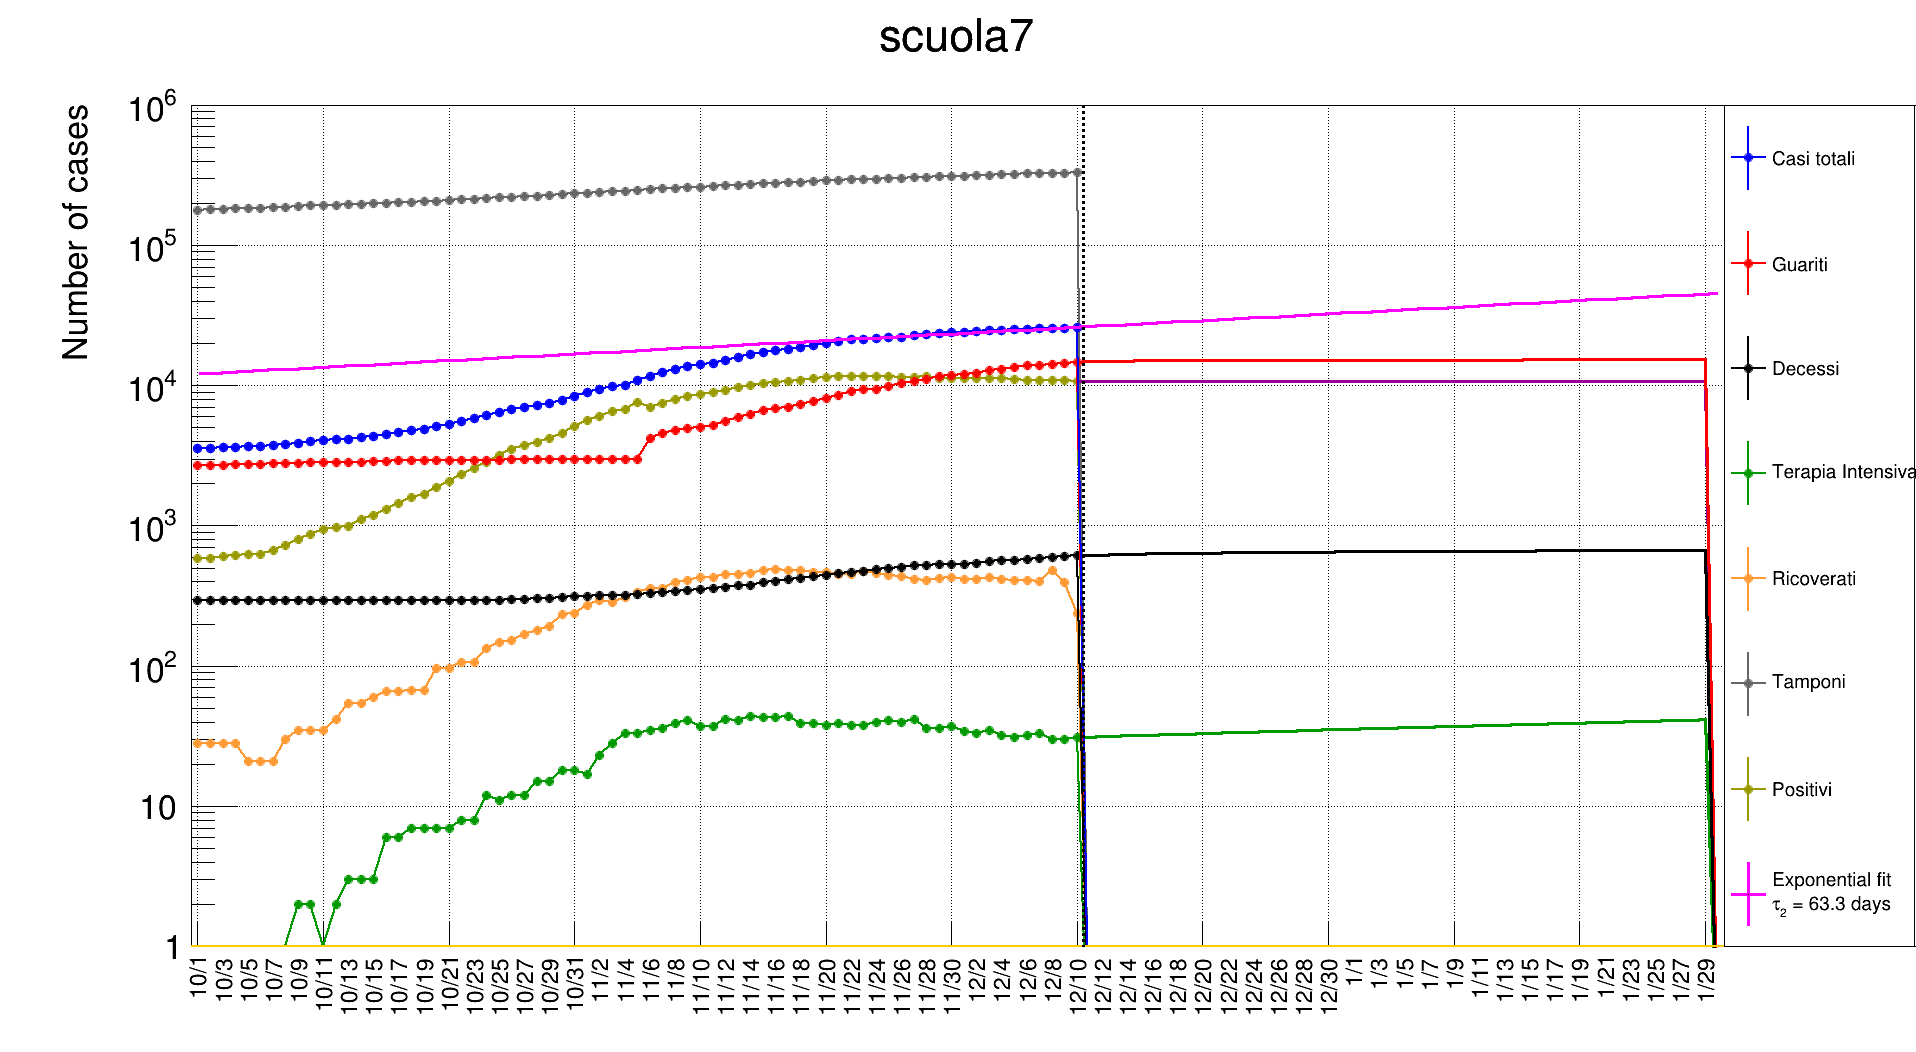 scuola7
Number of cases
10^6
10^5
10^4
10^3
10^2
10
1
10/1 10/3 10/5 10/7 10/9 10/11 10/13 10/15 10/17 10/19 10/21 10/23 10/25 10/27 10/29 10/31 11/2 11/4 11/6 11/8 11/10 11/12 11/14 11/16 11/18 11/20 11/22 11/24 11/26 11/28 11/30 12/2 12/4 12/6 12/8 12/10 12/12 12/14 12/16 12/18 12/20 12/22 12/24 12/26 12/28 12/30 1/1 1/3 1/5 1/7 1/9 1/11 1/13 1/15 1/17 1/19 1/21 1/23 1/25 1/27 1/29
Casi totali
Guariti
Decessi
Terapia Intensiva
Ricoverati
Tamponi
Positivi
Exponential fit
τ₂ = 63.3 days